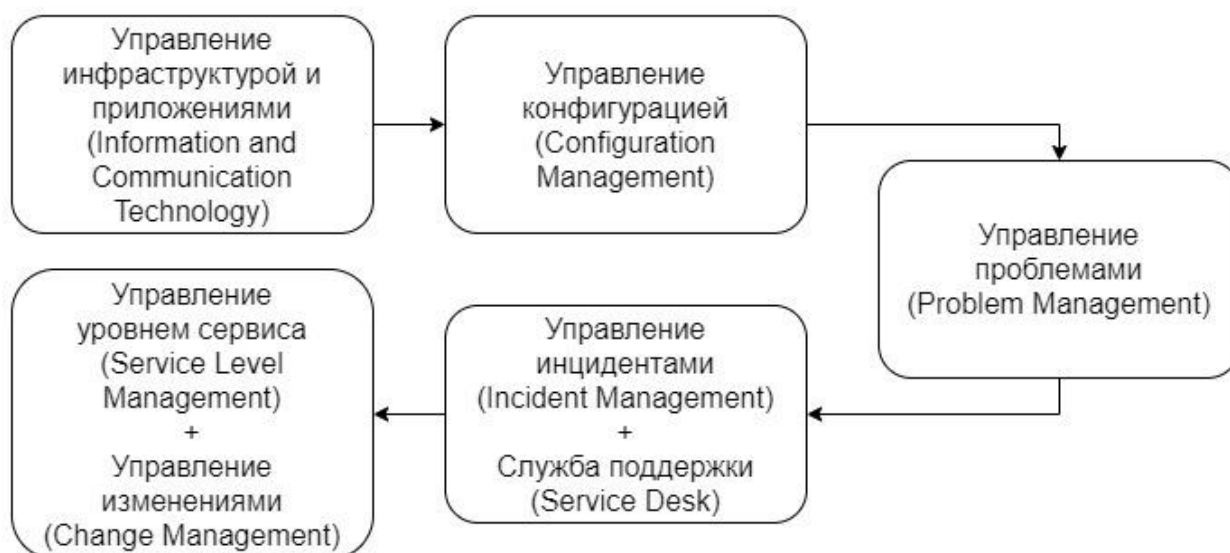 Управление
инфраструктурой и
приложениями
(Information and
Communication
Technology)
Управление
конфигурацией
(Configuration
Management)
Управление
проблемами
(Problem Management)
Управление
инцидентами
(Incident Management)
+
Служба поддержки
(Service Desk)
Управление
уровнем сервиса
(Service Level
Management)
+
Управление
изменениями
(Change Management)